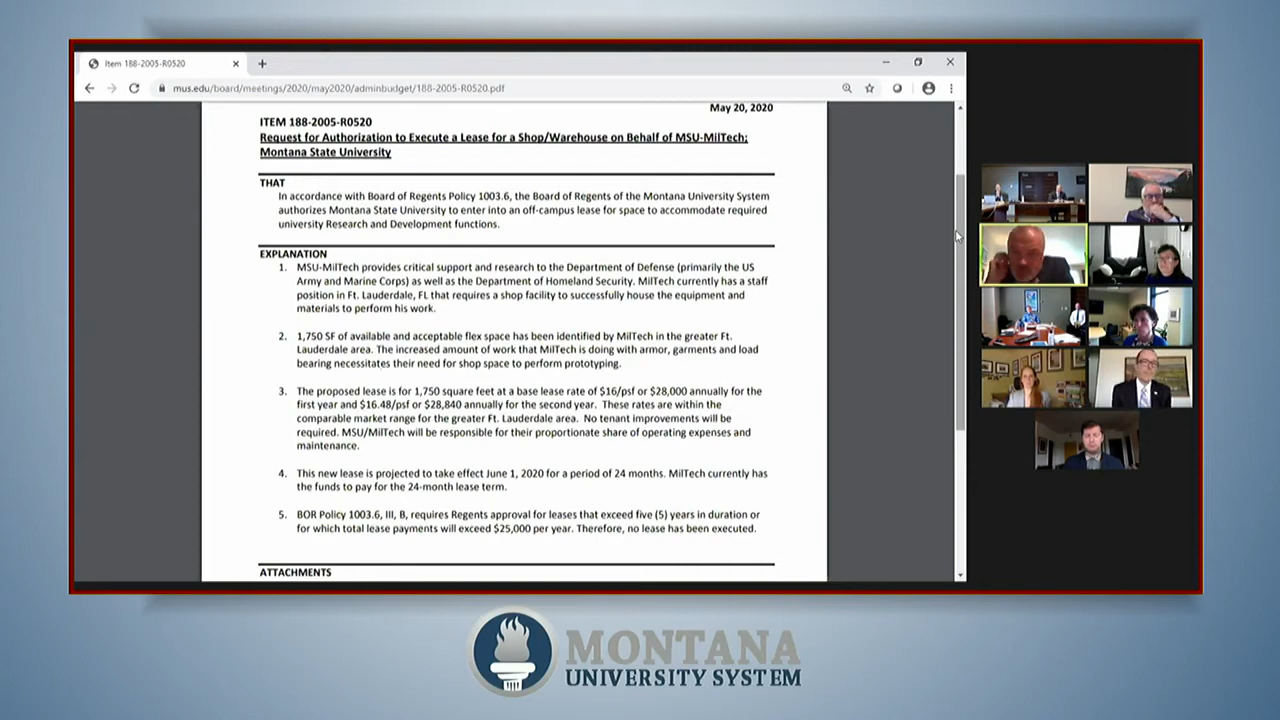 Item 188-2005-R0520
mus.edu/board/meetings/2020/may2020/adminbudget/188-2005-R0520.pdf
May 20, 2020
ITEM 188-2005-R0520
Request for Authorization to Execute a Lease for a Shop/Warehouse on Behalf of MSU-MilTech;
Montana State University
THAT
In accordance with Board of Regents Policy 1003.6, the Board of Regents of the Montana University System
authorizes Montana State University to enter into an off-campus lease for space to accommodate required
university Research and Development functions.
EXPLANATION
1. MSU-MilTech provides critical support and research to the Department of Defense (primarily the US
Army and Marine Corps) as well as the Department of Homeland Security. MilTech currently has a staff
position in Ft. Lauderdale, FL that requires a shop facility to successfully house the equipment and
materials to perform his work.
2. 1,750 SF of available and acceptable flex space has been identified by MilTech in the greater Ft.
Lauderdale area. The increased amount of work that MilTech is doing with armor, garments and load
bearing necessitates their need for shop space to perform prototyping.
3. The proposed lease is for 1,750 square feet at a base lease rate of $16/psf or $28,000 annually for the
first year and $16.48/psf or $28,840 annually for the second year. These rates are within the
comparable market range for the greater Ft. Lauderdale area. No tenant improvements will be
required. MSU/MilTech will be responsible for their proportionate share of operating expenses and
maintenance.
4. This new lease is projected to take effect June 1, 2020 for a period of 24 months. MilTech currently has
the funds to pay for the 24-month lease term.
5. BOR Policy 1003.6, III, B, requires Regents approval for leases that exceed five (5) years in duration or
for which total lease payments will exceed $25,000 per year. Therefore, no lease has been executed.
ATTACHMENTS
MONTANA
UNIVERSITY SYSTEM